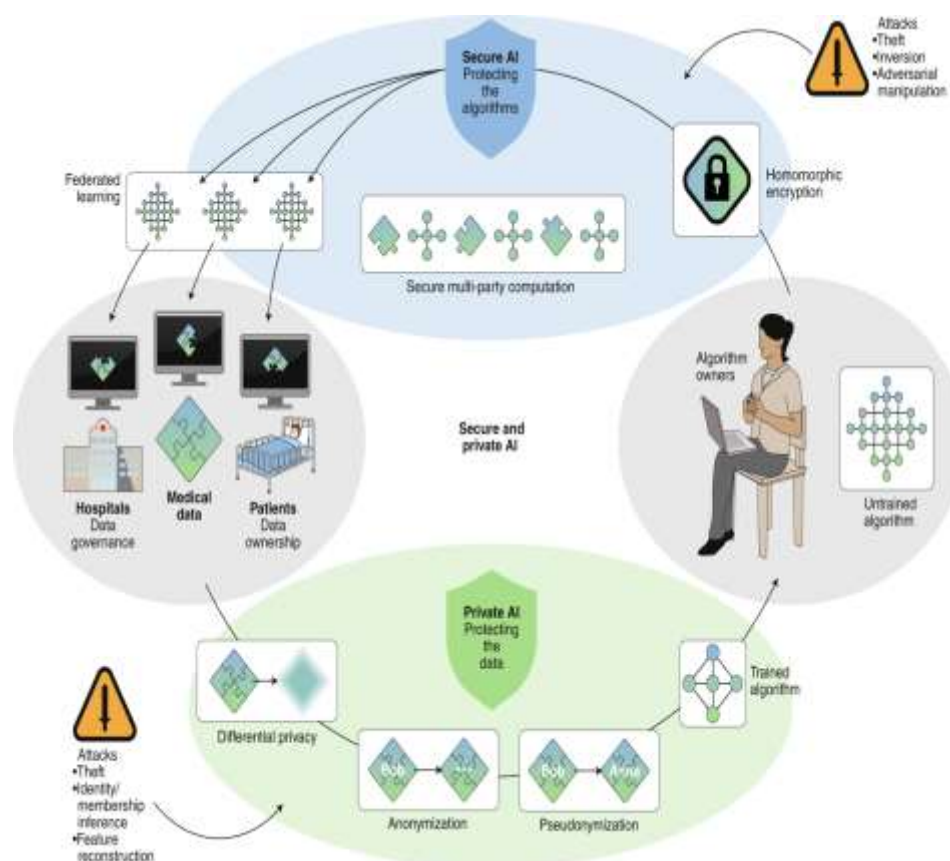 Secure AI
Protecting
the
algorithms
Attacks
•Theft
•Inversion
•Adversarial
manipulation
Federated
learning
Homomorphic
encryption
Secure multi-party computation
Algorithm
owners
Untrained
algorithm
Secure and
private AI
Hospitals
Data
governance
Medical
data
Patients
Data
ownership
Private AI
Protecting
the
data
Differential privacy
Trained
algorithm
Bob
Anonymization
Bob
Anna
Pseudonymization
Attacks
•Theft
•Identity/
membership
inference
•Feature
reconstruction